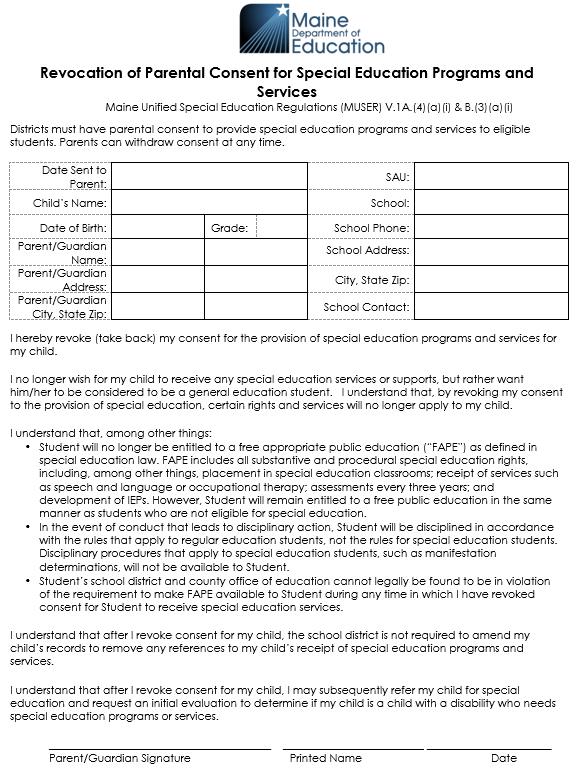 Maine
Department of
Education
Revocation of Parental Consent for Special Education Programs and
Services
Maine Unified Special Education Regulations (MUSER) V.1A.(4)(a)(i) & B.(3)(a)(i)
Districts must have parental consent to provide special education programs and services to eligible
students. Parents can withdraw consent at any time.
Date Sent to
Parent:
SAU:
Child's Name:
School:
Date of Birth:
Grade:
School Phone:
Parent/Guardian
Name:
School Address:
Parent/Guardian
Address:
City, State Zip:
Parent/Guardian
City, State Zip:
School Contact:
I hereby revoke (take back) my consent for the provision of special education programs and services for
my child.
I no longer wish for my child to receive any special education services or supports, but rather want
him/her to be considered to be a general education student.   I understand that, by revoking my consent
to the provision of special education, certain rights and services will no longer apply to my child.
I understand that, among other things:
• Student will no longer be entitled to a free appropriate public education ("FAPE") as defined in
special education law. FAPE includes all substantive and procedural special education rights,
including, among other things, placement in special education classrooms; receipt of services such
as speech and language or occupational therapy; assessments every three years; and
development of IEPs. However, Student will remain entitled to a free public education in the same
manner as students who are not eligible for special education.
• In the event of conduct that leads to disciplinary action, Student will be disciplined in accordance
with the rules that apply to regular education students, not the rules for special education students.
Disciplinary procedures that apply to special education students, such as manifestation
determinations, will not be available to Student.
• Student's school district and county office of education cannot legally be found to be in violation
of the requirement to make FAPE available to Student during any time in which I have revoked
consent for Student to receive special education services.
I understand that after I revoke consent for my child, the school district is not required to amend my
child's records to remove any references to my child's receipt of special education programs and
services.
I understand that after I revoke consent for my child, I may subsequently refer my child for special
education and request an initial evaluation to determine if my child is a child with a disability who needs
special education programs or services.
Parent/Guardian Signature
Printed Name
Date